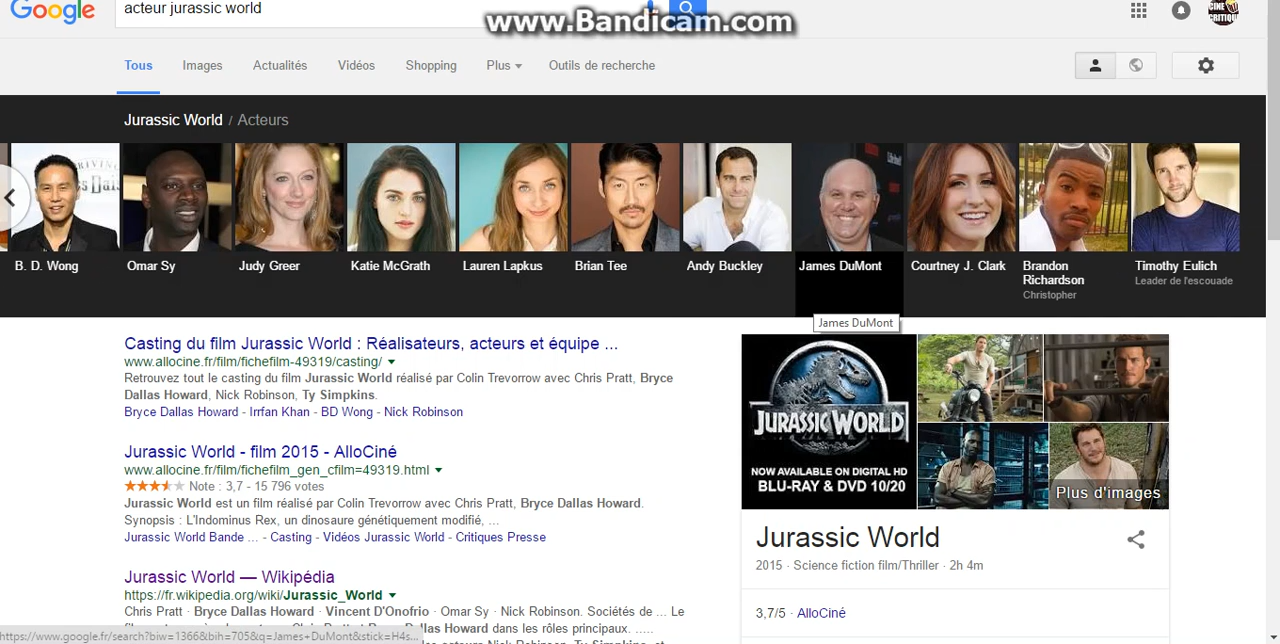 Google
acteur jurassic world
www.Bandicam.com
CINE
CRITIQUE
Tous Images Actualités Vidéos Shopping Plus Outils de recherche
Jurassic World / Acteurs
B. D. Wong
Omar Sy
Judy Greer
Katie McGrath
Lauren Lapkus
Brian Tee
Andy Buckley
James DuMont
Courtney J. Clark
Brandon
Richardson
Christopher
Timothy Eulich
Leader de l'escouade
James DuMont
Casting du film Jurassic World : Réalisateurs, acteurs et équipe ...
www.allocine.fr/film/fichefilm-49319/casting/
Retrouvez tout le casting du film Jurassic World réalisé par Colin Trevorrow avec Chris Pratt, Bryce
Dallas Howard, Nick Robinson, Ty Simpkins.
Bryce Dallas Howard - Irrfan Khan - BD Wong - Nick Robinson
Jurassic World - film 2015 - AlloCiné
www.allocine.fr/film/fichefilm_gen_cfilm=49319.html
Note : 3,7 - 15 796 votes
Jurassic World est un film réalisé par Colin Trevorrow avec Chris Pratt, Bryce Dallas Howard.
Synopsis : L'Indominus Rex, un dinosaure génétiquement modifié, ...
Jurassic World Bande ... - Casting - Vidéos Jurassic World - Critiques Presse
Jurassic World — Wikipédia
https://fr.wikipedia.org/wiki/Jurassic_World
Chris Pratt · Bryce Dallas Howard · Vincent D'Onofrio · Omar Sy · Nick Robinson. Sociétés de ... Le
las Howard dans les rôles principaux. .....
https://www.google.fr/search?biw=1366&bih=705&q=James+DuMont&stick=H4s...
JURASSIC WORLD
NOW AVAILABLE ON DIGITAL HD
BLU-RAY & DVD 10/20
Plus d'images
Jurassic World
2015 · Science fiction film/Thriller · 2h 4m
3,7/5 · AlloCiné